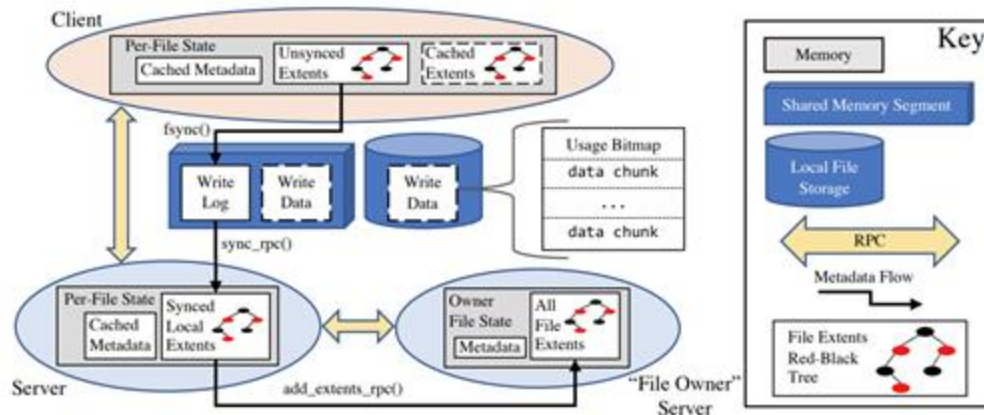 Client
Per-File State
Cached Metadata
Unsynced
Extents
Cached
Extents
fsync()
Write
Log
Write
Data
Write
Data
Usage Bitmap
data chunk
...
data chunk
sync_rpc()
Per-File State
Cached
Metadata
Synced
Local
Extents
Server
Owner
File State
Metadata
All
File
Extents
add_extents_rpc()
“File Owner”
Server
Key
Memory
Shared Memory Segment
Local File
Storage
RPC
Metadata Flow
File Extents
Red-Black
Tree